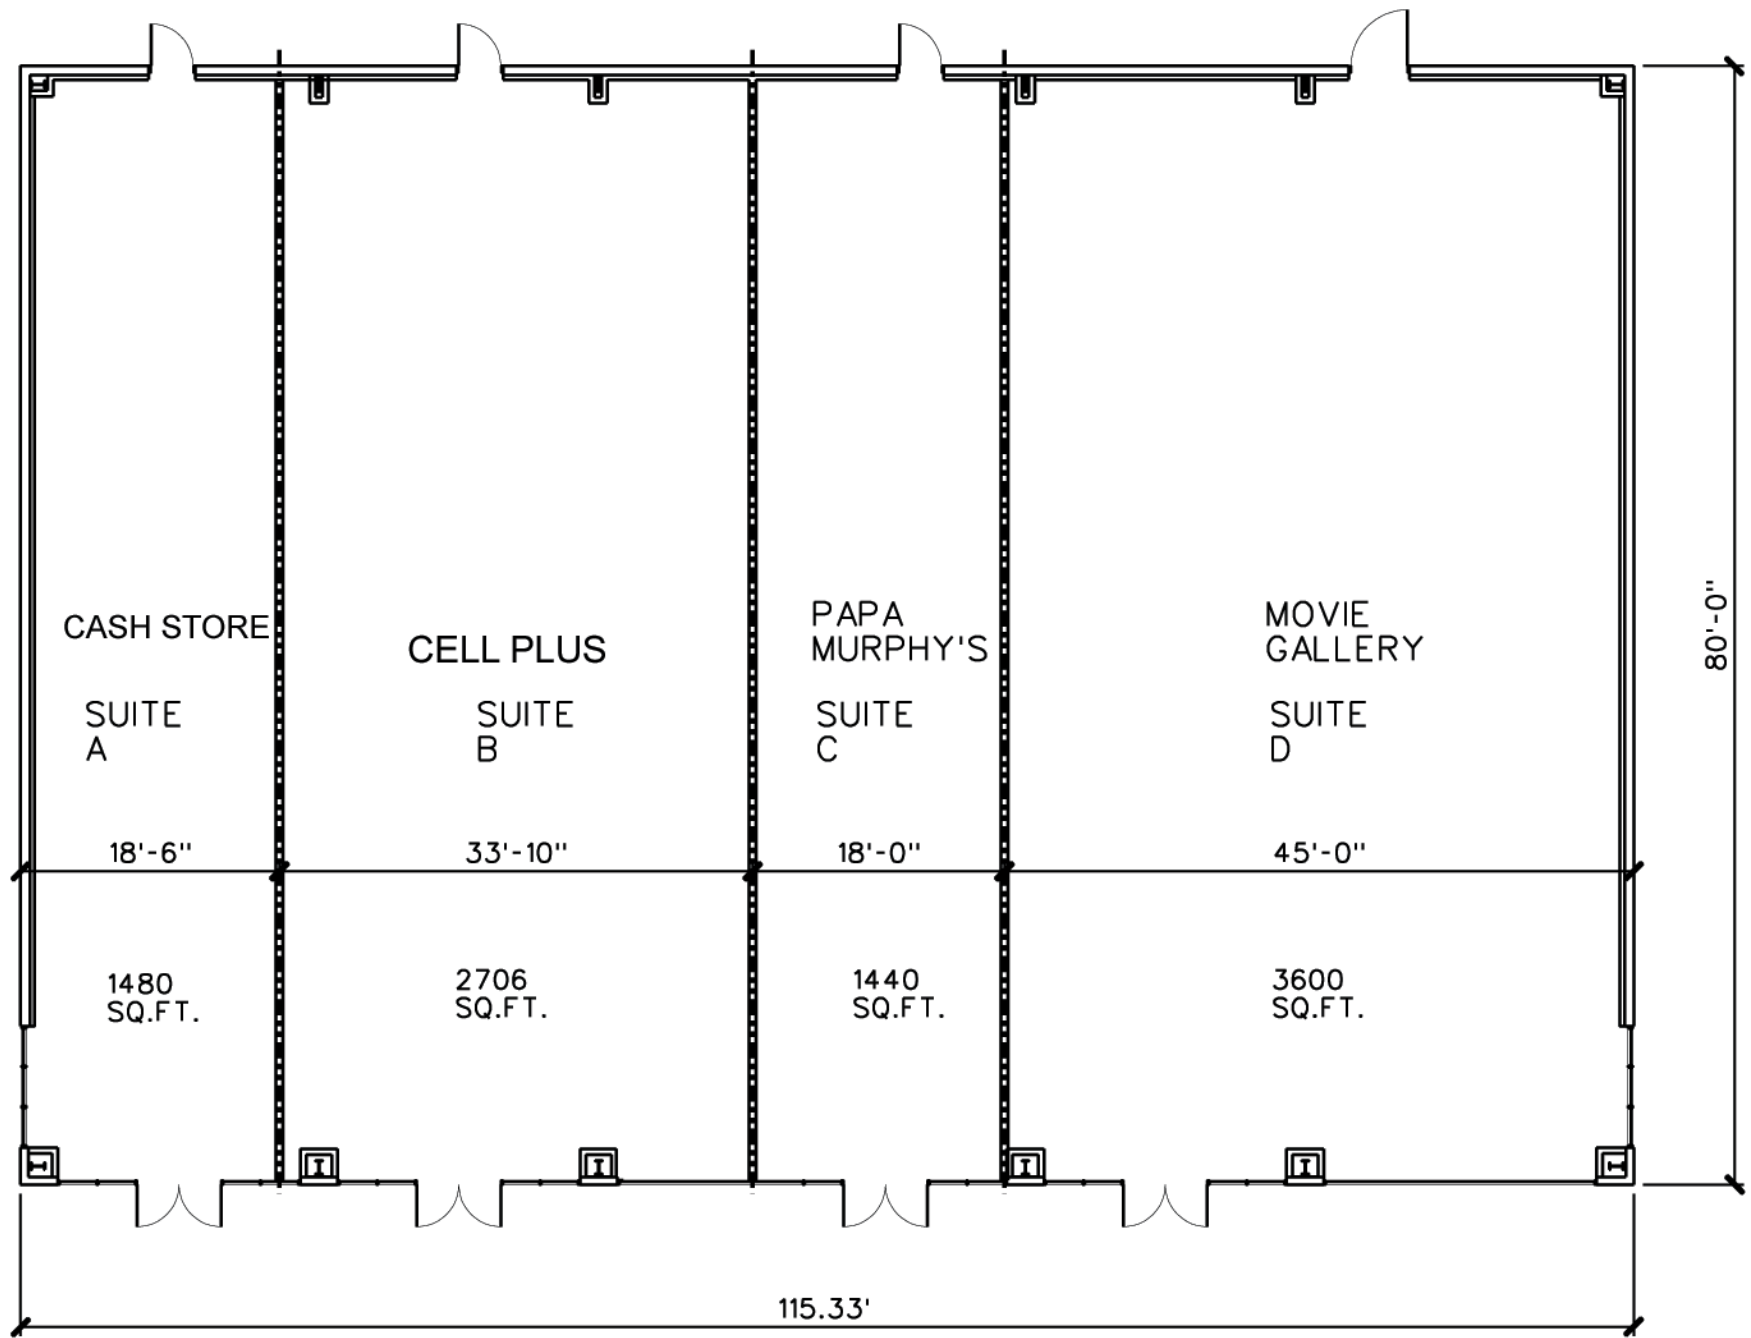 CASH STORE
SUITE
A
18'-6"
1480
SQ.FT.
CELL PLUS
SUITE
B
33'-10"
2706
SQ.FT.
PAPA
MURPHY'S
SUITE
C
18'-0"
1440
SQ.FT.
MOVIE
GALLERY
SUITE
D
45'-0"
3600
SQ.FT.
80'-0"
115.33'